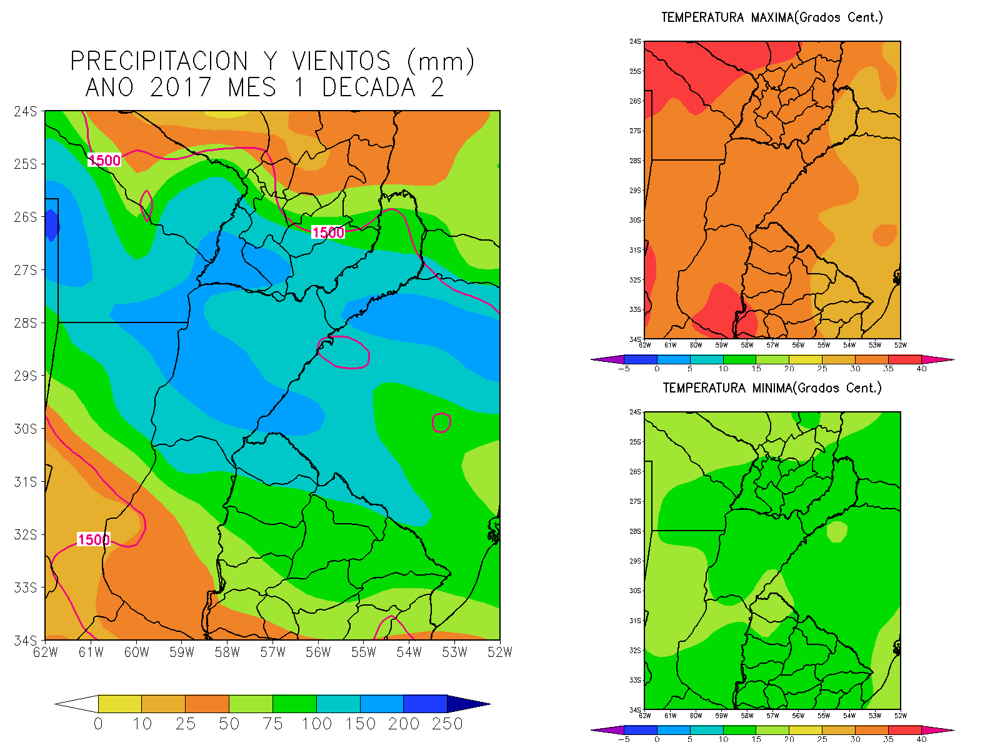 PRECIPITACION Y VIENTOS (mm)
ANO 2017 MES 1 DECADA 2
24S
25S
26S
27S
28S
29S
30S
31S
32S
33S
34S
1500
1500
1500
62W 61W 60W 59W 58W 57W 56W 55W 54W 53W 52W
0 10 25 50 75 100 150 200 250
TEMPERATURA MAXIMA(Grados Cent.)
24S
25S
26S
27S
28S
29S
30S
31S
32S
33S
34S
62W 61W 60W 59W 58W 57W 56W 55W 54W 53W 52W
-5 0 5 10 15 20 25 30 35 40
TEMPERATURA MINIMA(Grados Cent.)
24S
25S
26S
27S
28S
29S
30S
31S
32S
33S
34S
62W 61W 60W 59W 58W 57W 56W 55W 54W 53W 52W
-5 0 5 10 15 20 25 30 35 40